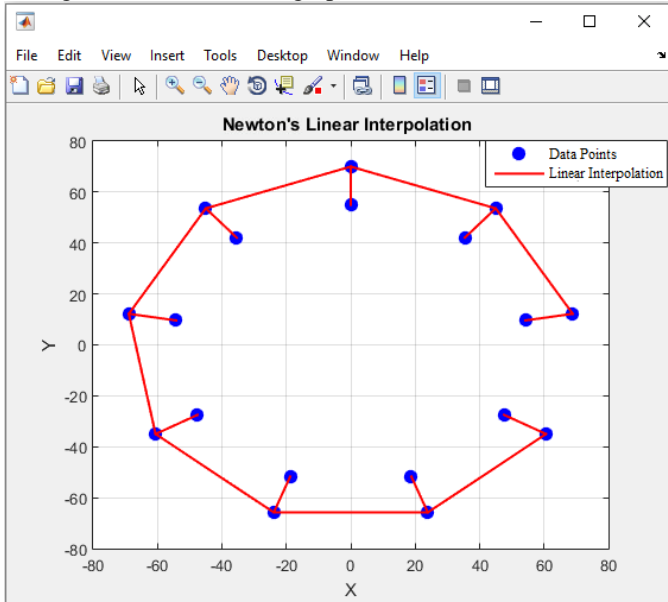 File Edit View Insert Tools Desktop Window Help
Newton's Linear Interpolation
Data Points
Linear Interpolation
80
60
40
20
0
-20
-40
-60
-80
Y
-80 -60 -40 -20 0 20 40 60 80
X